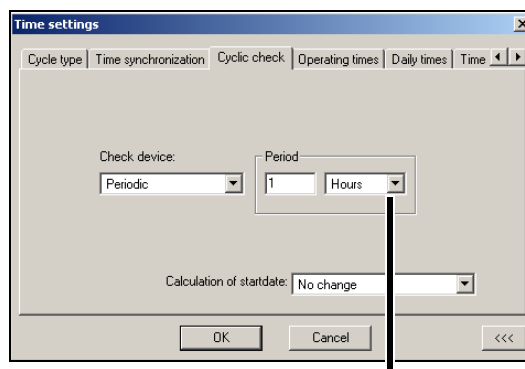 Time settings
Cycle type Time synchronization Cyclic check Operating times Daily times Time
Check device:
Period
Periodic
1 Hours
Calculation of startdate: No change
OK Cancel <<<